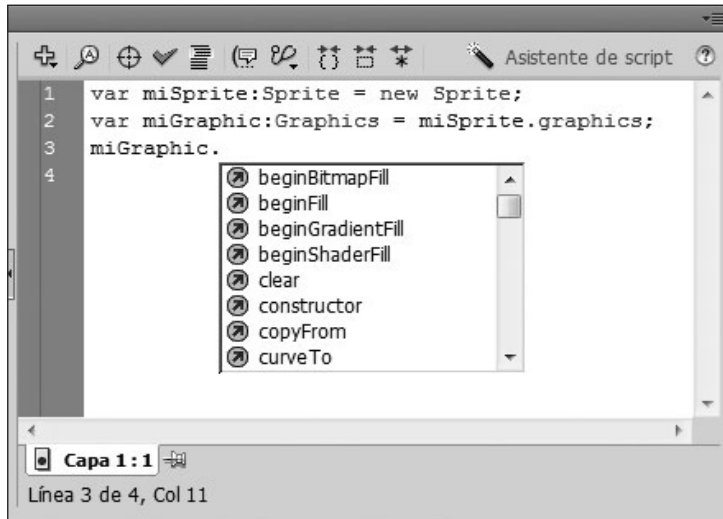 Asistente de script
1 var miSprite:Sprite = new Sprite;
2 var miGraphic:Graphics = miSprite.graphics;
3 miGraphic.
4
beginBitmapFill
beginFill
beginGradientFill
beginShaderFill
clear
constructor
copyFrom
curveTo
Capa 1 : 1
Línea 3 de 4, Col 11